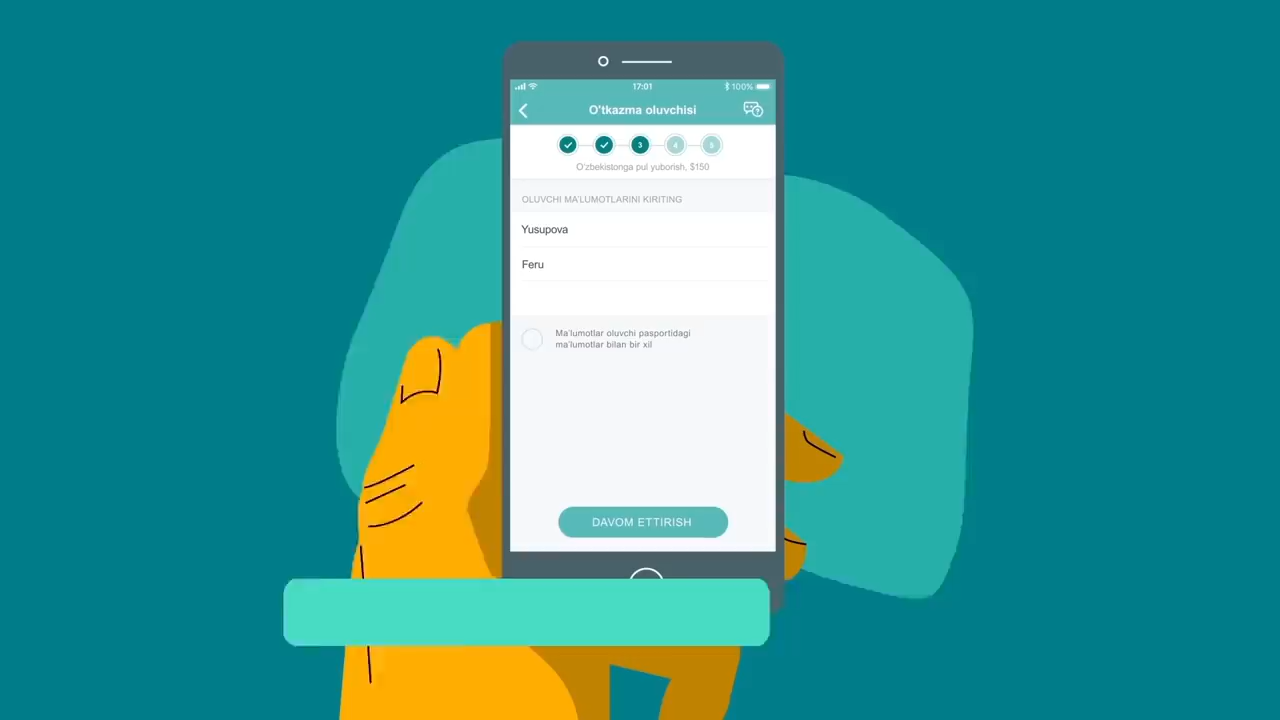 17:01
100%
O'tkazma oluvchisi
3
4
5
O'zbekistonga pul yuborish, $150
OLUVCHI MA'LUMOTLARINI KIRITING
Yusupova
Feru
Ma'lumotlar oluvchi pasportidagi
ma'lumotlar bilan bir xil
DAVOM ETTIRISH